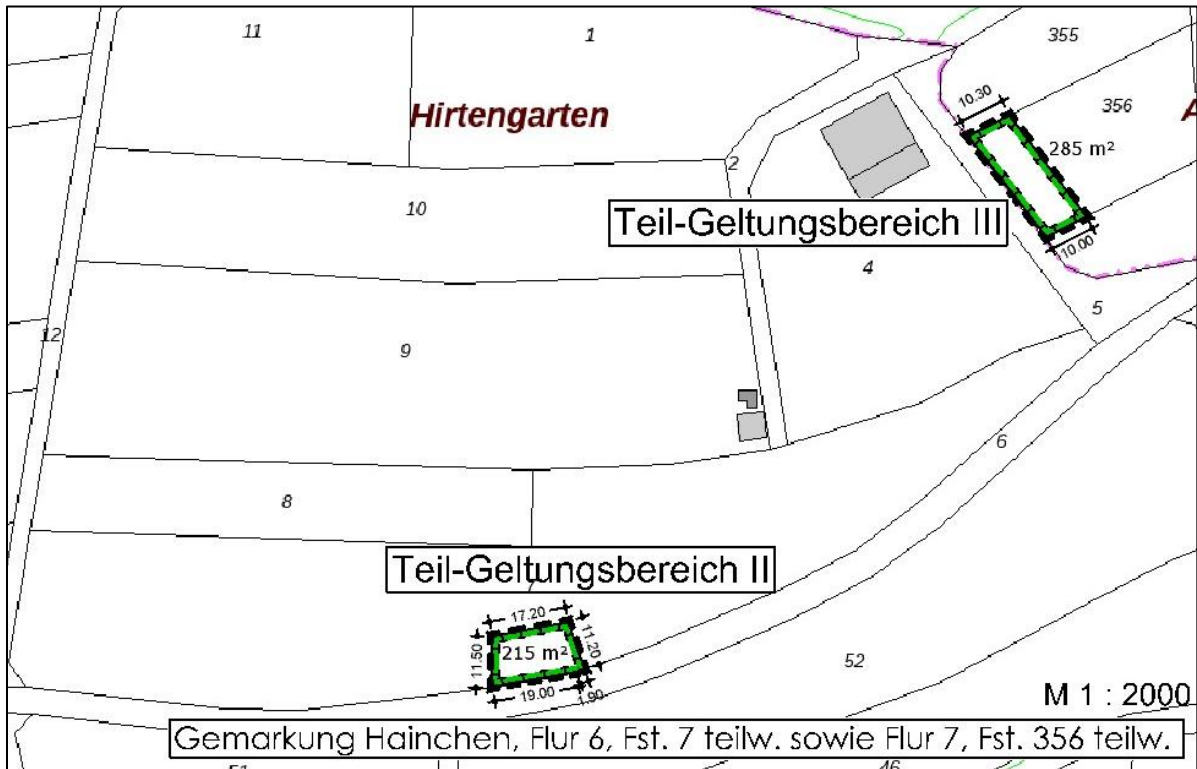 11
1
355
10.30
356
Hirtengarten
A
285 m²
2
10
Teil-Geltungsbereich III
10.00
4
5
12
9
6
8
Teil-Geltungsbereich II
17.20
11.20
11.50
215 m²
52
19.00
1.90
M 1 : 2000
Gemarkung Hainchen, Flur 6, Fst. 7 teilw. sowie Flur 7, Fst. 356 teilw.
51
46